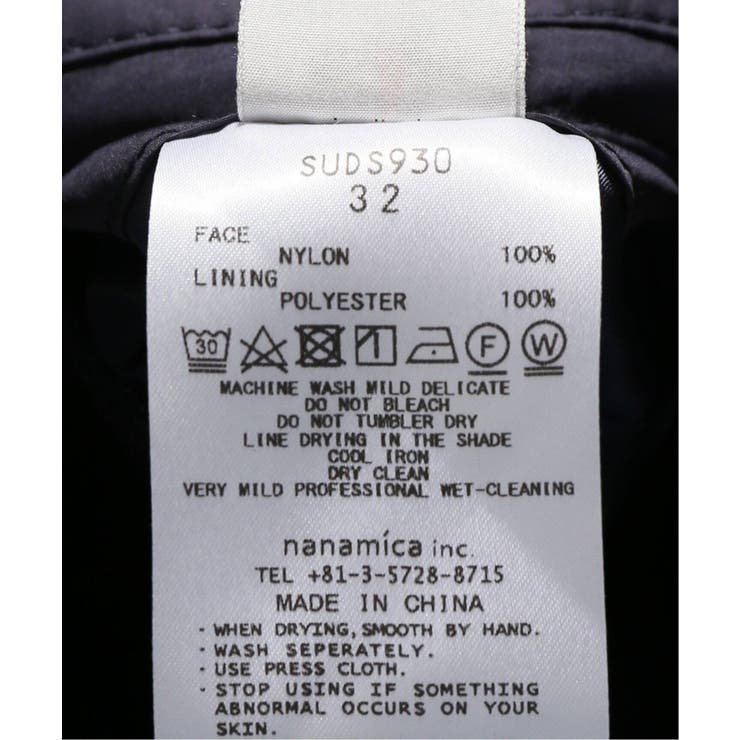 SUDS930
32
FACE
NYLON 100%
LINING
POLYESTER 100%
30 F W
MACHINE WASH MILD DELICATE
DO NOT BLEACH
DO NOT TUMBLER DRY
LINE DRYING IN THE SHADE
COOL IRON
DRY CLEAN
VERY MILD PROFESSIONAL WET-CLEANING
nanamica inc.
TEL +81-3-5728-8715
MADE IN CHINA
· WHEN DRYING, SMOOTH BY HAND.
· WASH SEPERATELY.
· USE PRESS CLOTH.
· STOP USING IF SOMETHING
ABNORMAL OCCURS ON YOUR
SKIN.